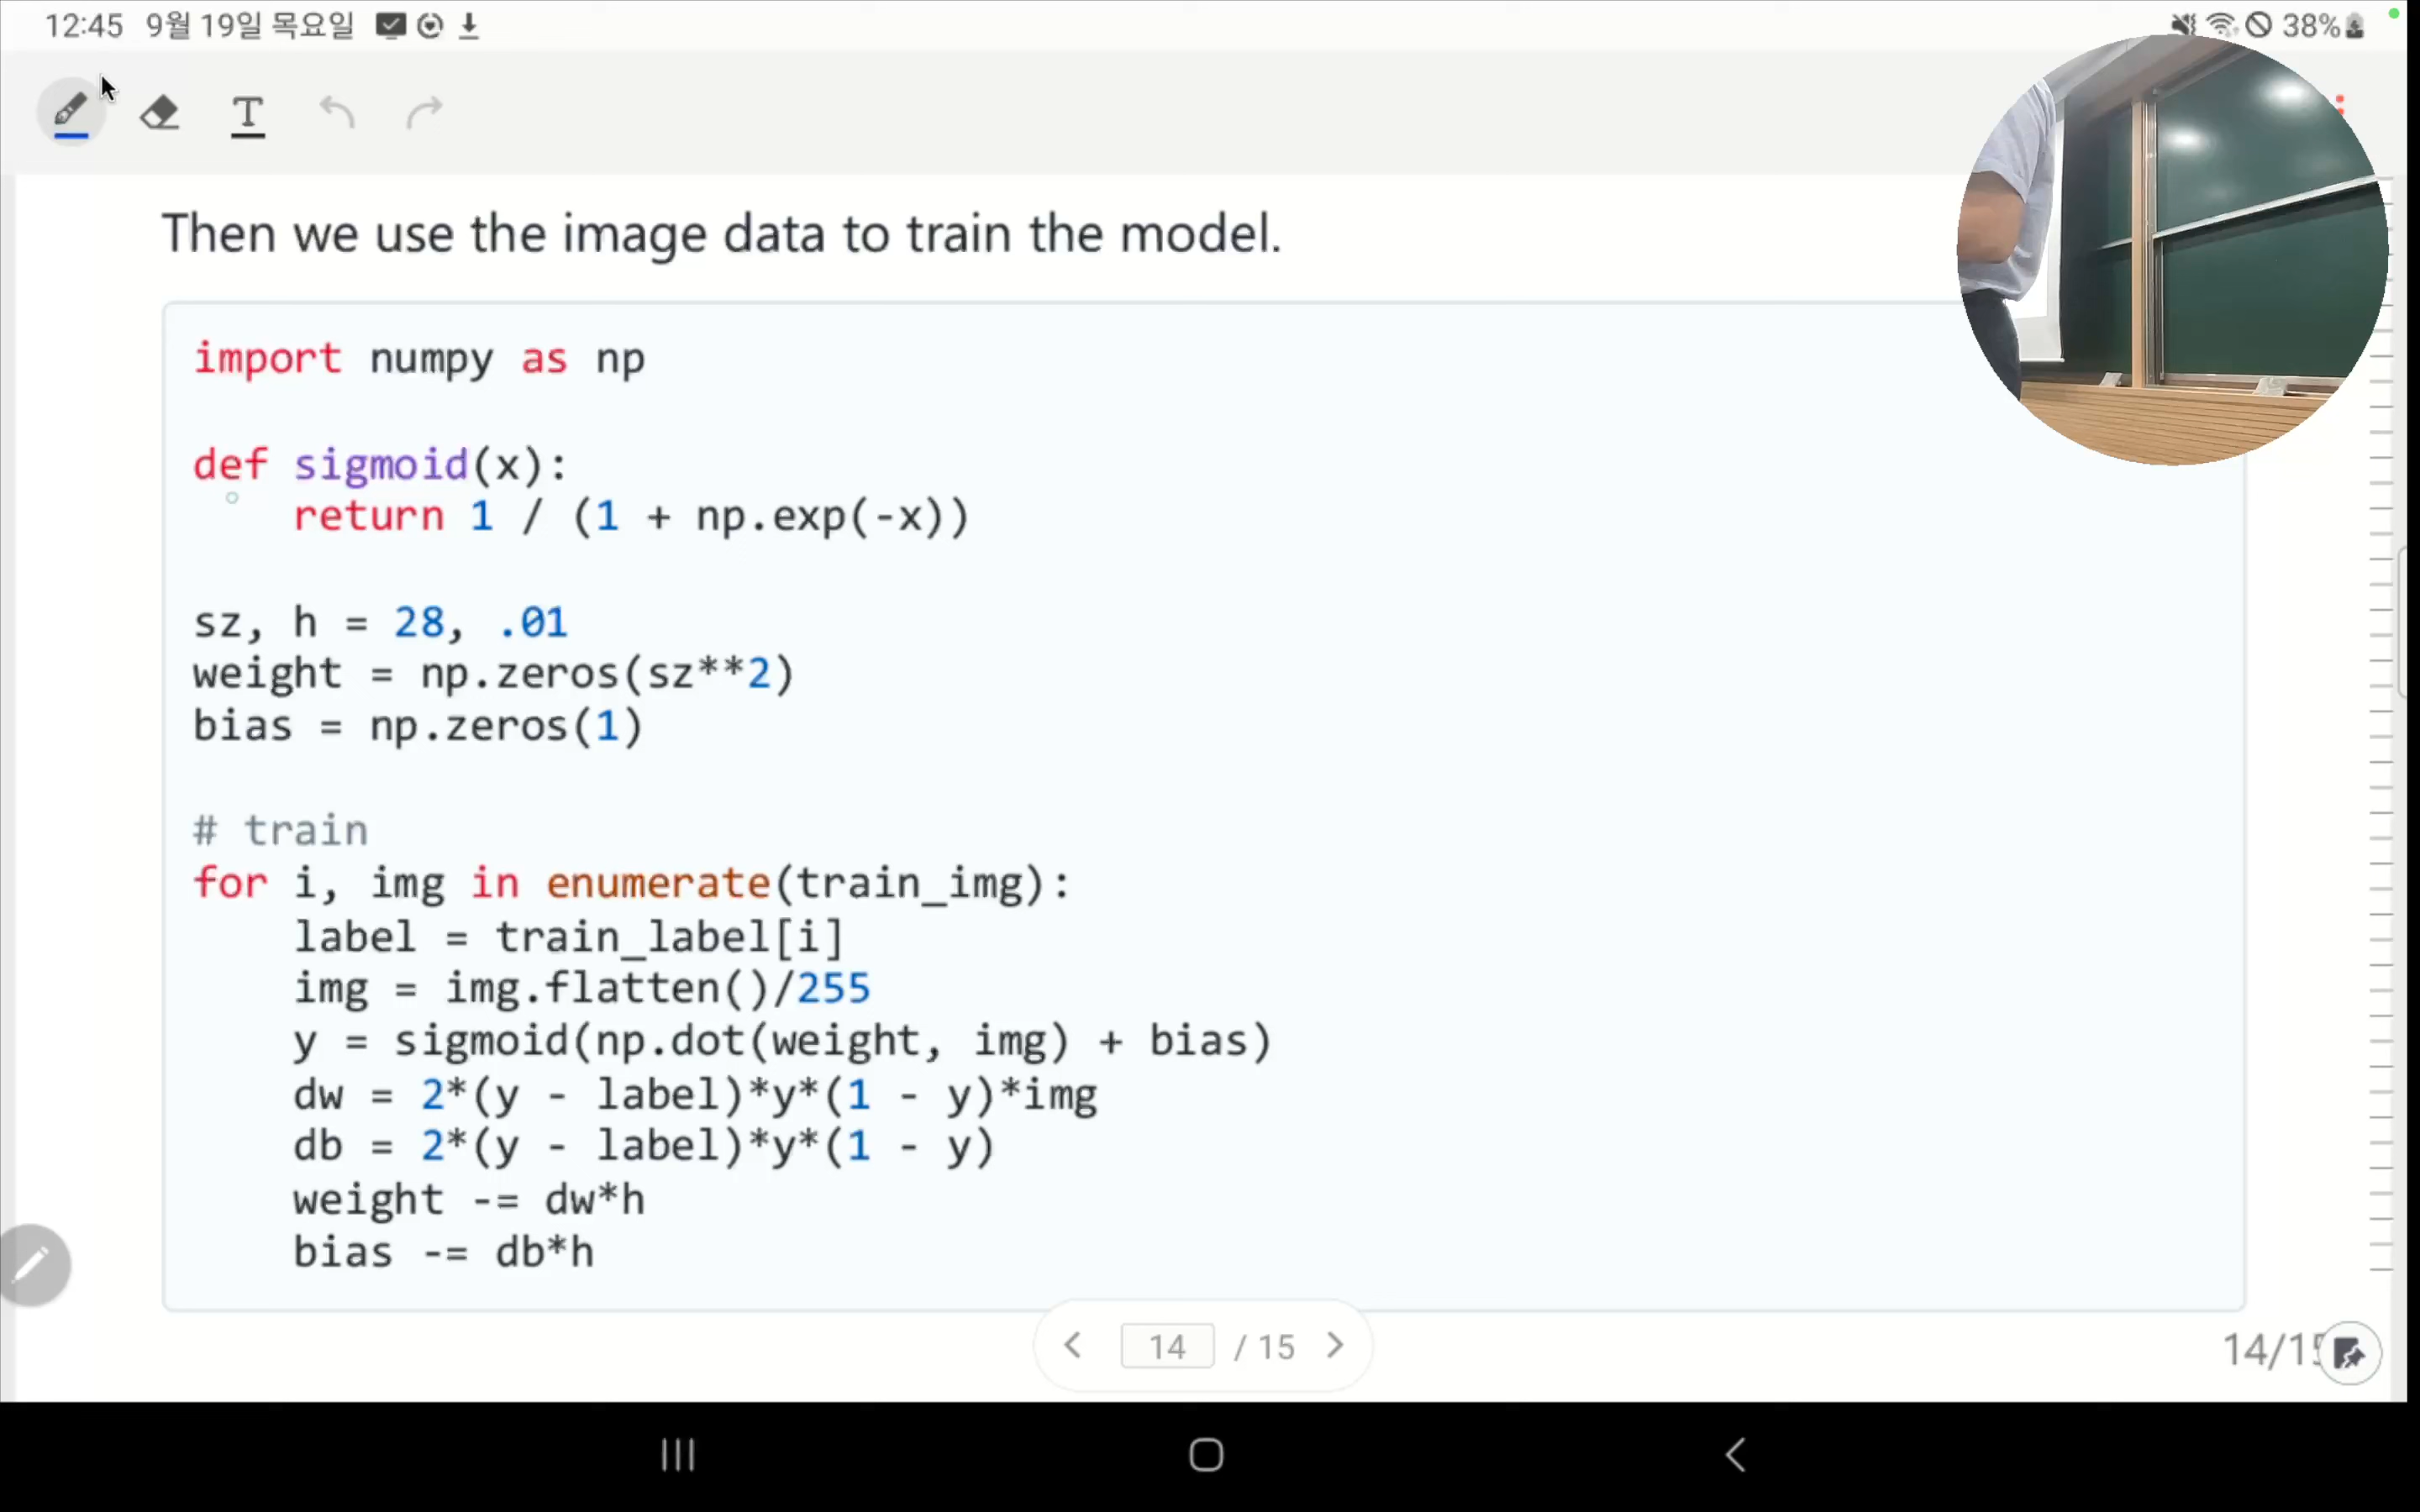 12:45 9월 19일 목요일
38%
T
Then we use the image data to train the model.
import numpy as np
def sigmoid(x):
return 1 / (1 + np.exp(-x))
sz, h = 28, .01
weight = np.zeros(sz**2)
bias = np.zeros(1)
# train
for i, img in enumerate(train_img):
label = train_label[i]
img = img.flatten()/255
y = sigmoid(np.dot(weight, img) + bias)
dw = 2*(y - label)*y*(1 - y)*img
db = 2*(y - label)*y*(1 - y)
weight -= dw*h
bias -= db*h
14 / 15
14/15